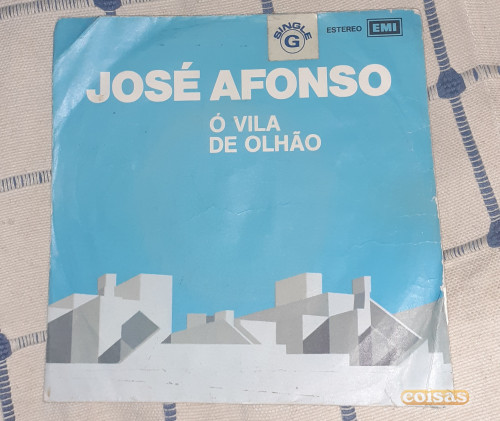 SINGLE
G
ESTEREO EMI
JOSÉ AFONSO
Ó VILA
DE OLHÃO
coisas